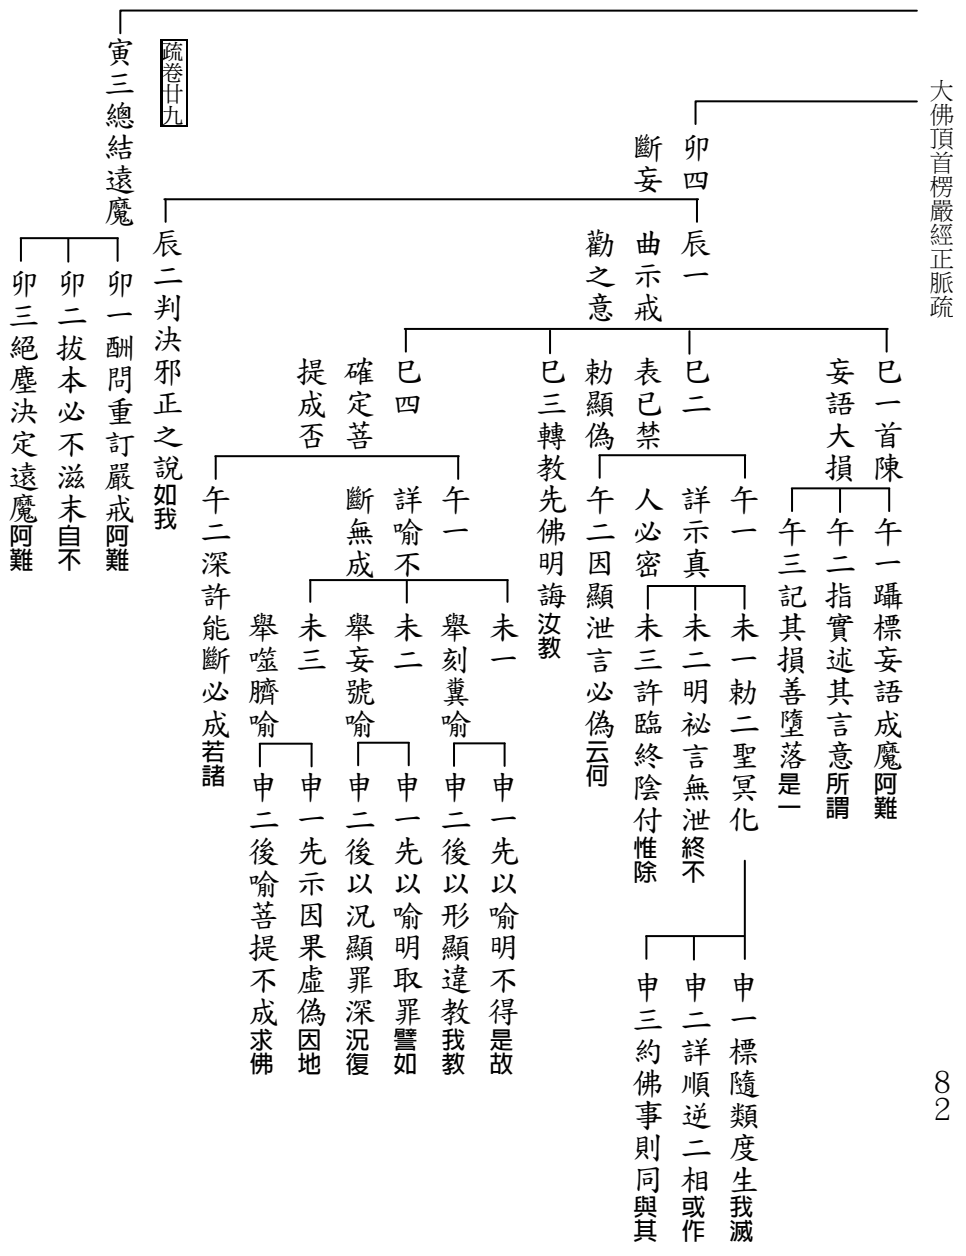 大佛頂首楞嚴經正脈疏
82
卯四
斷妄
辰一
曲示戒
勸之意
巳一首陳
妄語大損
午一躡標妄語成魔阿難
午二指實述其言意所謂
午三記其損善墮落是一
巳二
表已禁
勅顯偽
午一
詳示真
人必密
未一勅二聖冥化
申一標隨類度生我滅
申二詳順逆二相或作
申三約佛事則同與其
未二明祕言無泄終不
未三許臨終陰付惟除
午二因顯泄言必偽云何
巳三轉教先佛明誨汝教
巳四
確定菩
提成否
午一
詳喻不
斷無成
未一
舉刻糞喻
申一先以喻明不得是故
申二後以形顯違教我教
未二
舉妄號喻
申一先以喻明取罪譬如
申二後以況顯罪深況復
未三
舉噬臍喻
申一先示因果虛偽因地
申二後喻菩提不成求佛
午二深許能斷必成若諸
辰二判決邪正之說如我
疏卷廿九
寅三總結遠魔
卯一酬問重訂嚴戒阿難
卯二拔本必不滋末自不
卯三絕塵決定遠魔阿難